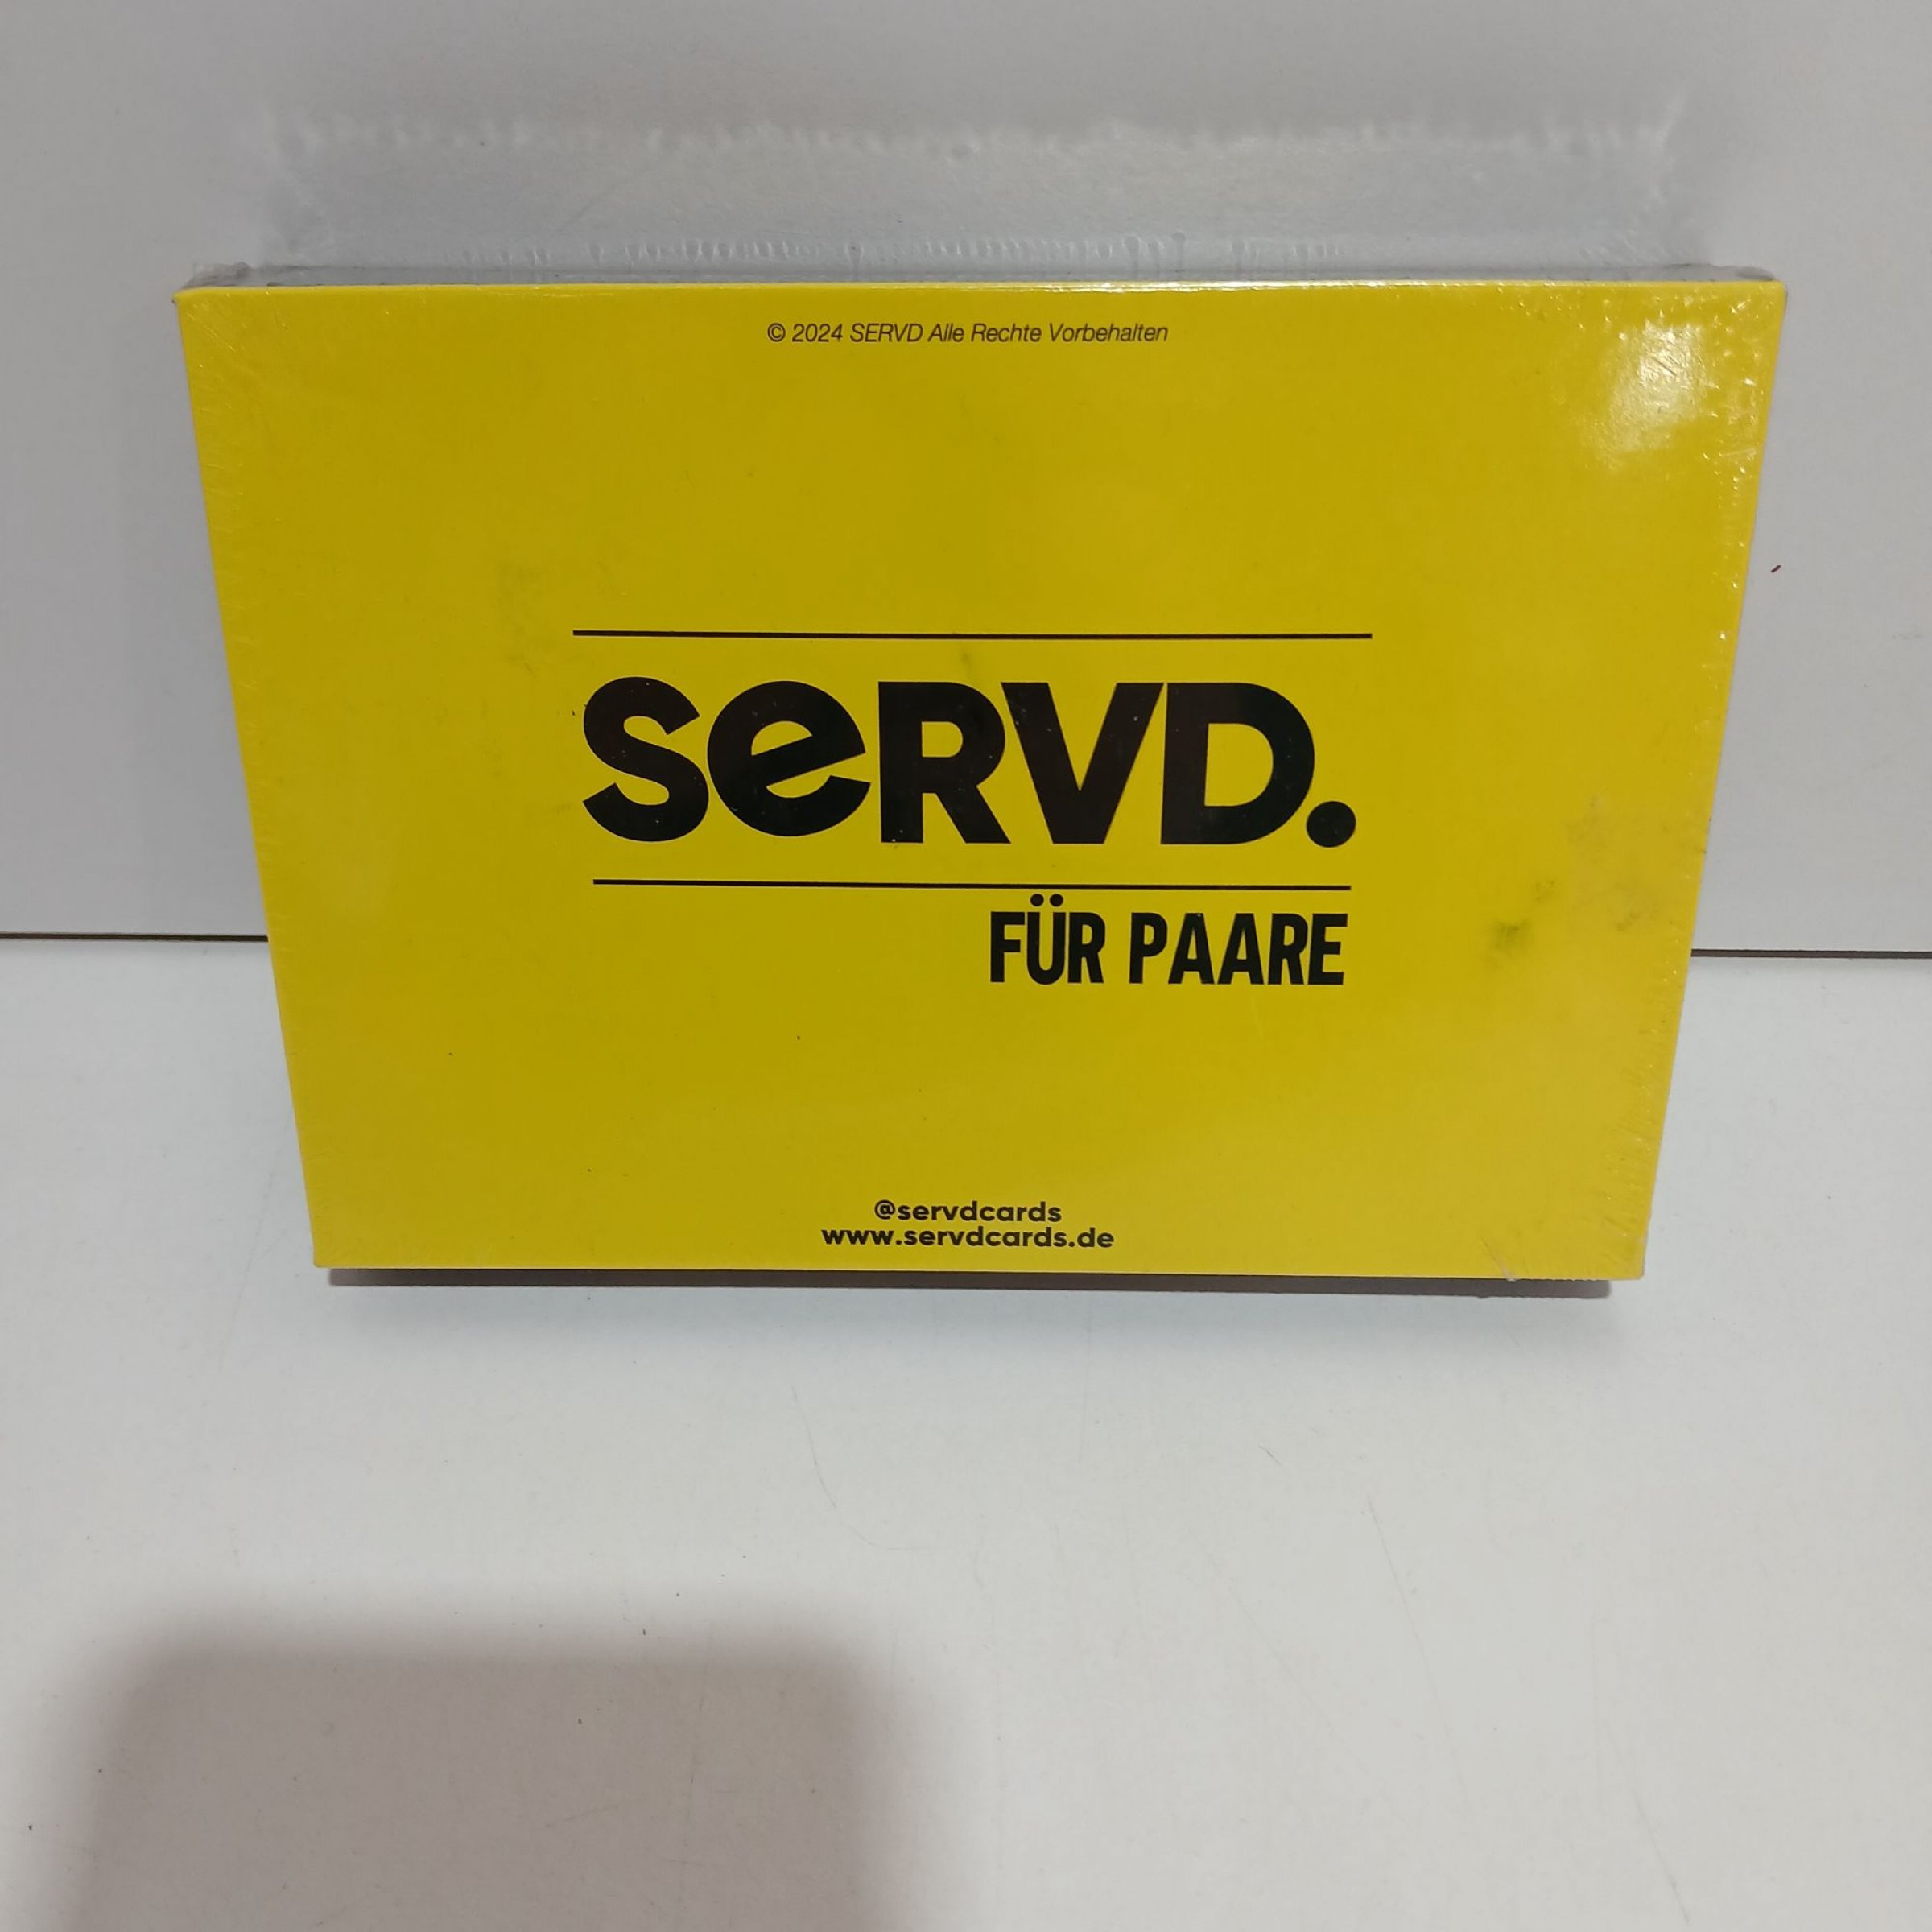 © 2024 SERVD Alle Rechte Vorbehalten
SERVD.
FÜR PAARE
@servdcards
www.servdcards.de